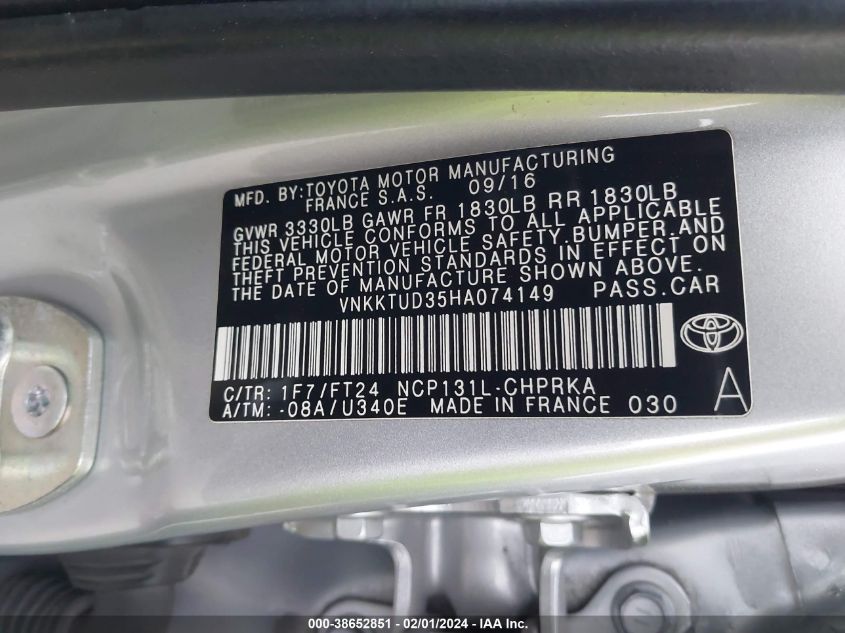 MFD. BY:TOYOTA MOTOR MANUFACTURING
FRANCE S.A.S. 09/16
GVWR 3330LB GAWR FR 1830LB RR 1830LB
THIS VEHICLE CONFORMS TO ALL APPLICABLE
FEDERAL MOTOR VEHICLE SAFETY, BUMPER, AND
THEFT PREVENTION STANDARDS IN EFFECT ON
THE DATE OF MANUFACTURE SHOWN ABOVE.
VNKKTUD35HA074149 PASS.CAR
C/TR: 1F7/FT24 NCP131L-CHPRKA
A/TM: -08A/U340E MADE IN FRANCE 030 A
000-38652851 / 02/01/2024 - © IAA Inc.